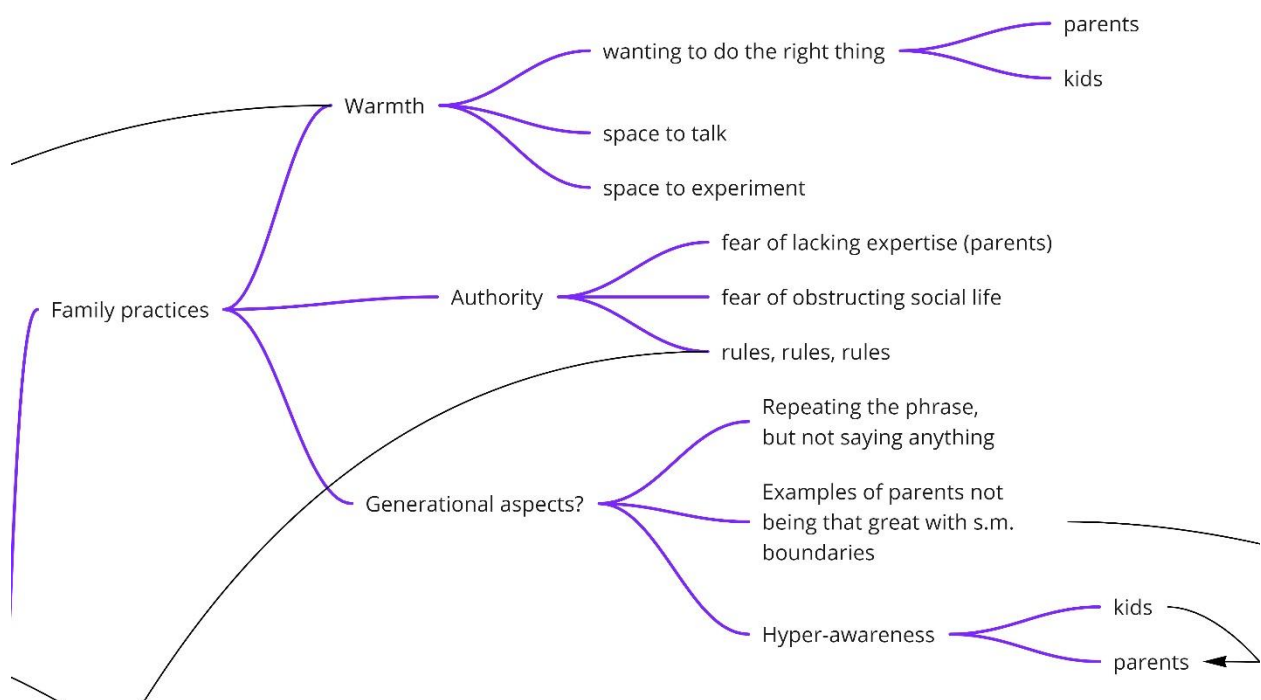 parents
wanting to do the right thing
kids
Warmth
space to talk
space to experiment
fear of lacking expertise (parents)
Authority
fear of obstructing social life
Family practices
rules, rules, rules
Repeating the phrase,
but not saying anything
Generational aspects?
Examples of parents not
being that great with s.m.
boundaries
kids
Hyper-awareness
parents